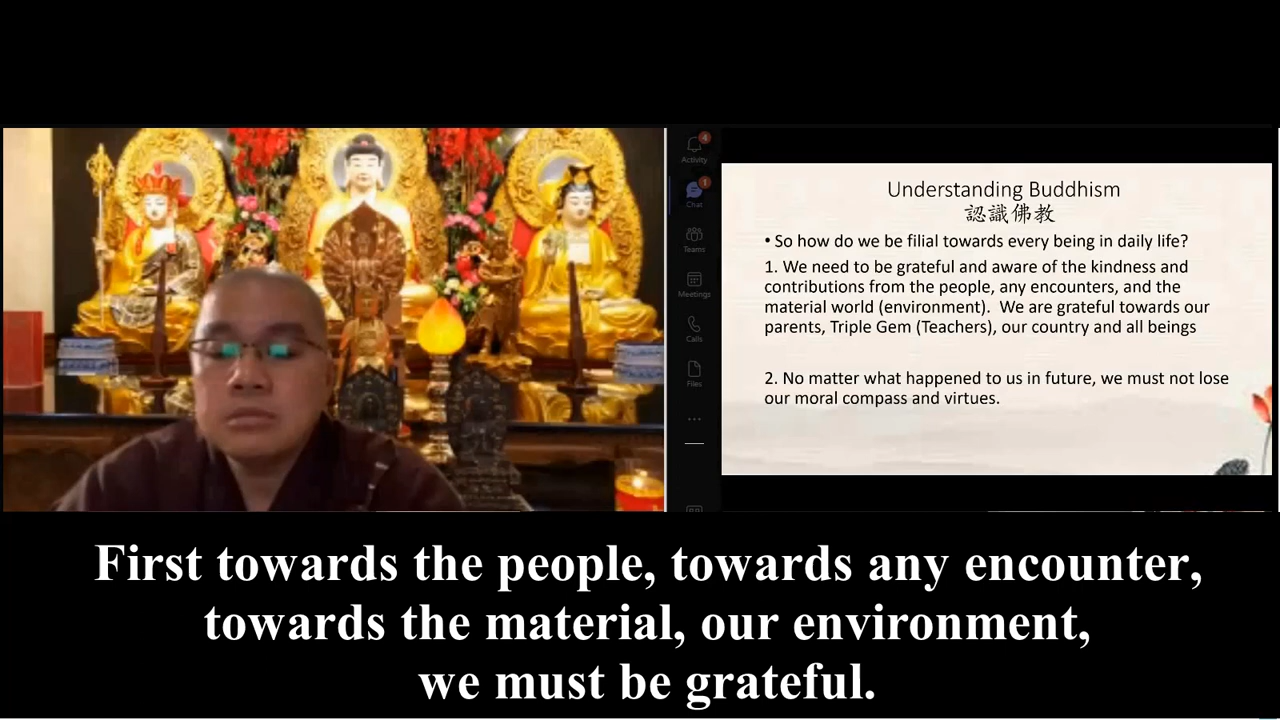 Activity
4
Chat
1
Teams
Meetings
Calls
Files
Understanding Buddhism
認識佛教
• So how do we be filial towards every being in daily life?
1. We need to be grateful and aware of the kindness and
contributions from the people, any encounters, and the
material world (environment).  We are grateful towards our
parents, Triple Gem (Teachers), our country and all beings
2. No matter what happened to us in future, we must not lose
our moral compass and virtues.
First towards the people, towards any encounter,
towards the material, our environment,
we must be grateful.